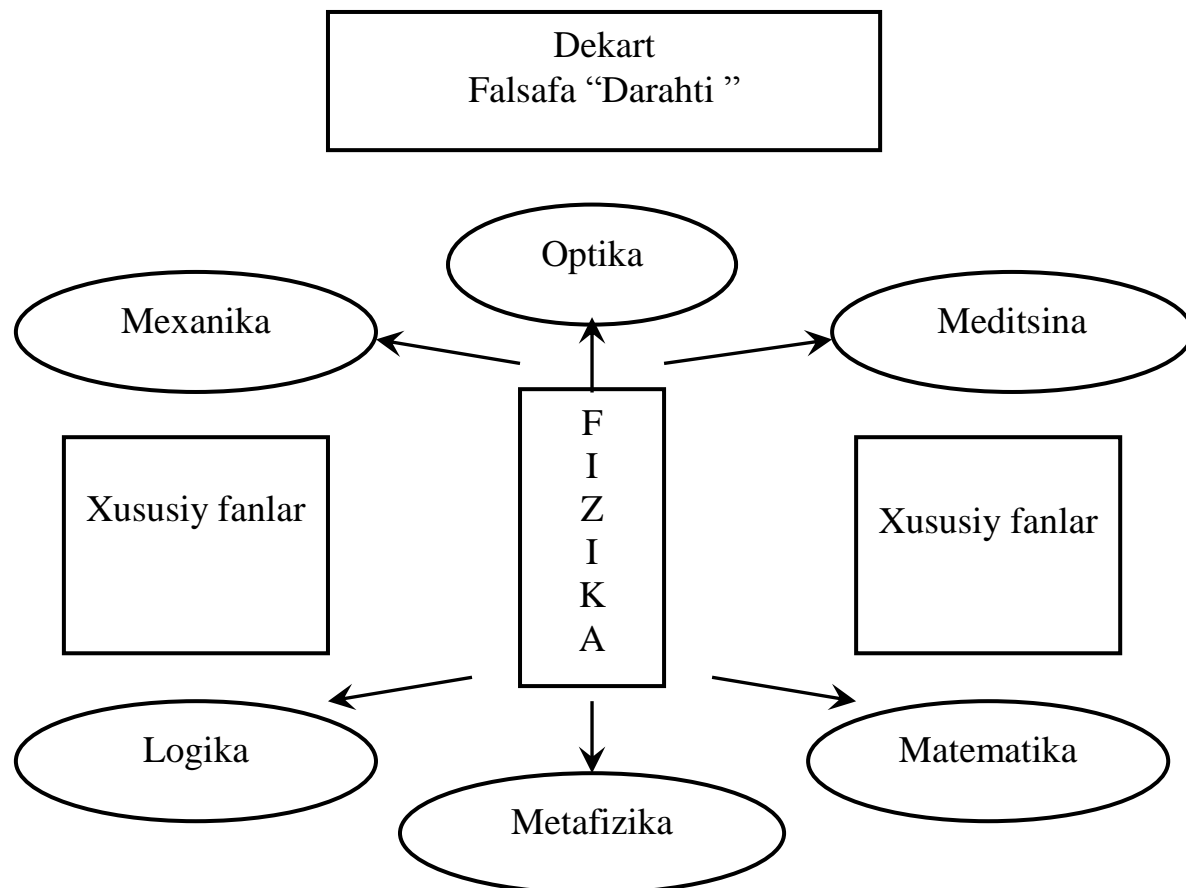 Dekart
Falsafa “Darahti ”
Optika
Mexanika
Meditsina
F
I
Z
I
K
A
Xususiy fanlar
Xususiy fanlar
Logika
Matematika
Metafizika